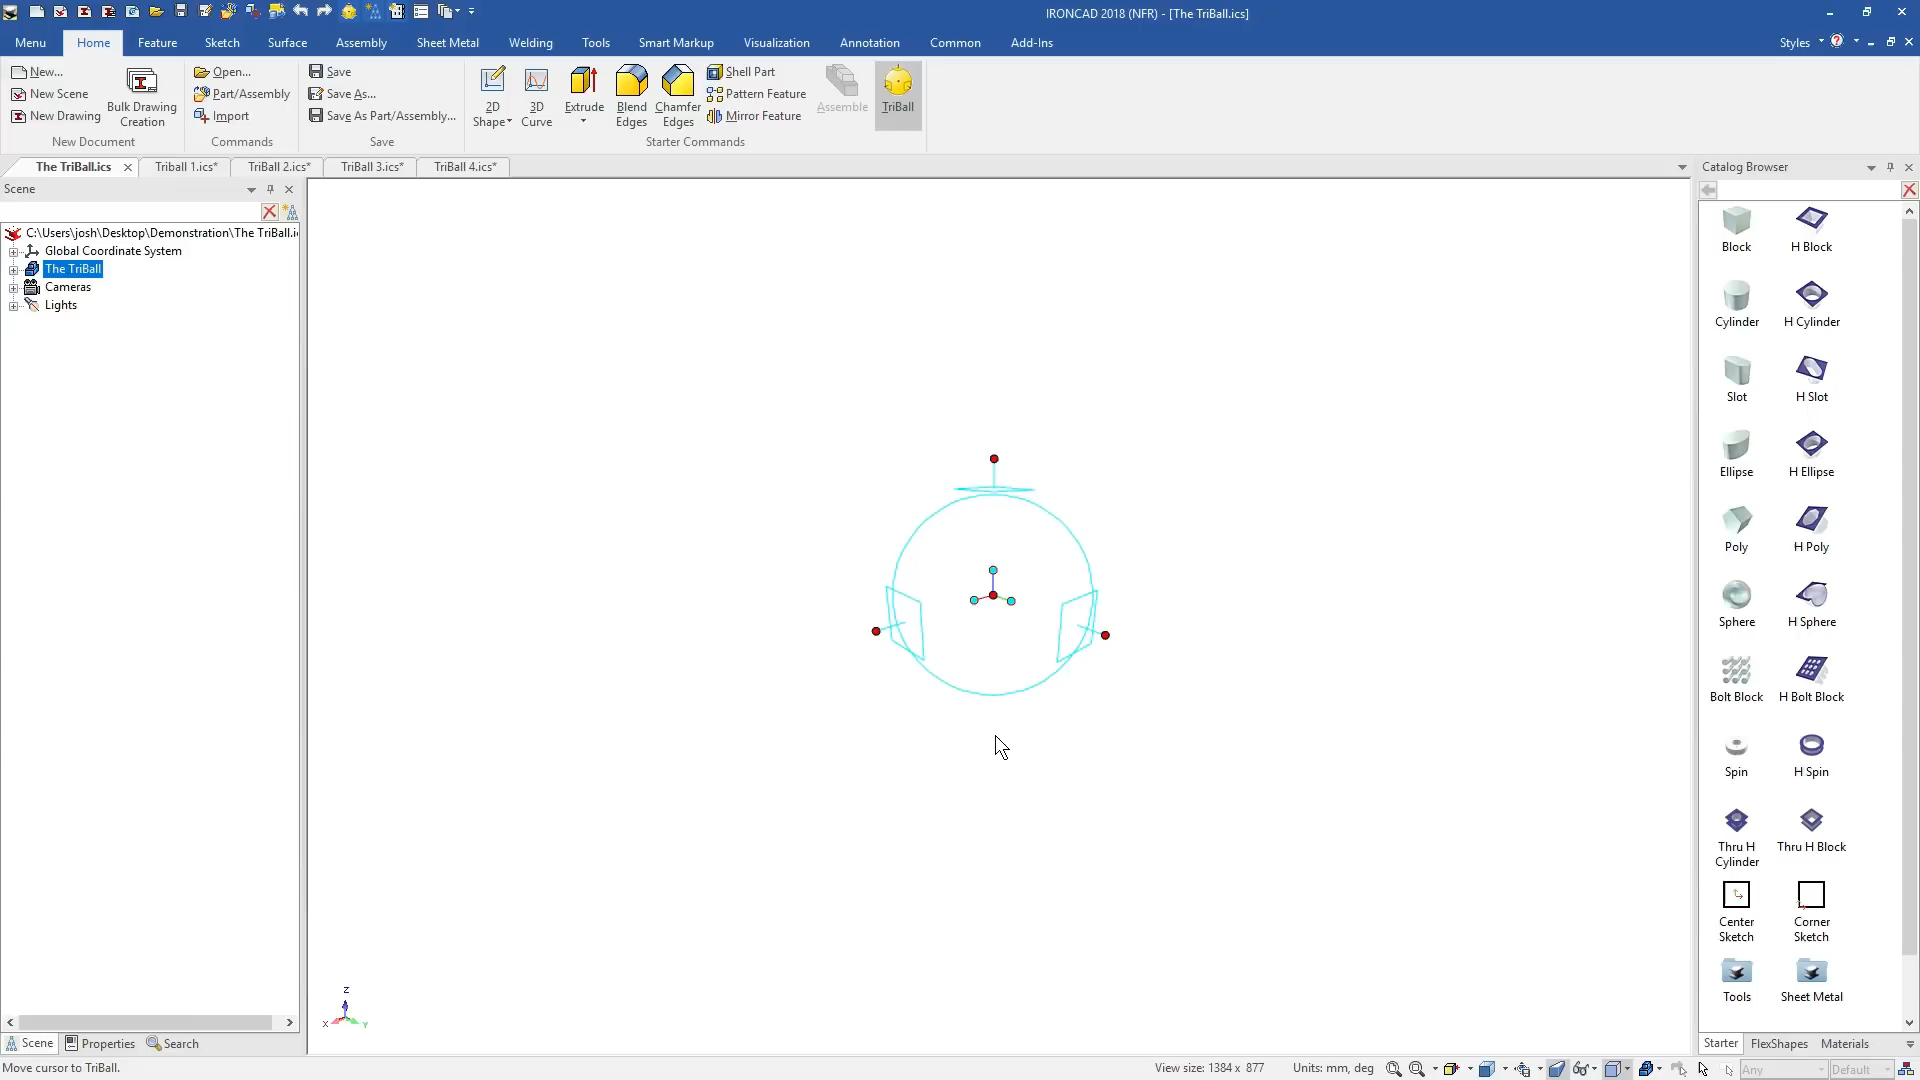 IRONCAD 2018 (NFR) - [The TriBall.ics]
Menu Home Feature Sketch Surface Assembly Sheet Metal Welding Tools Smart Markup Visualization Annotation Common Add-Ins Styles
New...
New Scene
New Drawing
Bulk Drawing
Creation
New Document
Open...
Part/Assembly
Import
Commands
Save
Save As...
Save As Part/Assembly...
Save
2D
Shape
3D
Curve
Extrude
Blend
Edges
Chamfer
Edges
Shell Part
Pattern Feature
Mirror Feature
Assemble
TriBall
Starter Commands
The TriBall.ics Triball 1.ics* TriBall 2.ics* TriBall 3.ics* TriBall 4.ics*
Scene
C:\Users\josh\Desktop\Demonstration\The TriBall.i
Global Coordinate System
The TriBall
Cameras
Lights
Z
X Y
Scene Properties Search
Catalog Browser
Block H Block
Cylinder H Cylinder
Slot H Slot
Ellipse H Ellipse
Poly H Poly
Sphere H Sphere
Bolt Block H Bolt Block
Spin H Spin
Thru H
Cylinder
Thru H Block
Center
Sketch
Corner
Sketch
Tools Sheet Metal
Starter FlexShapes Materials
Move cursor to TriBall.
View size: 1384 x 877 Units: mm, deg Any Default